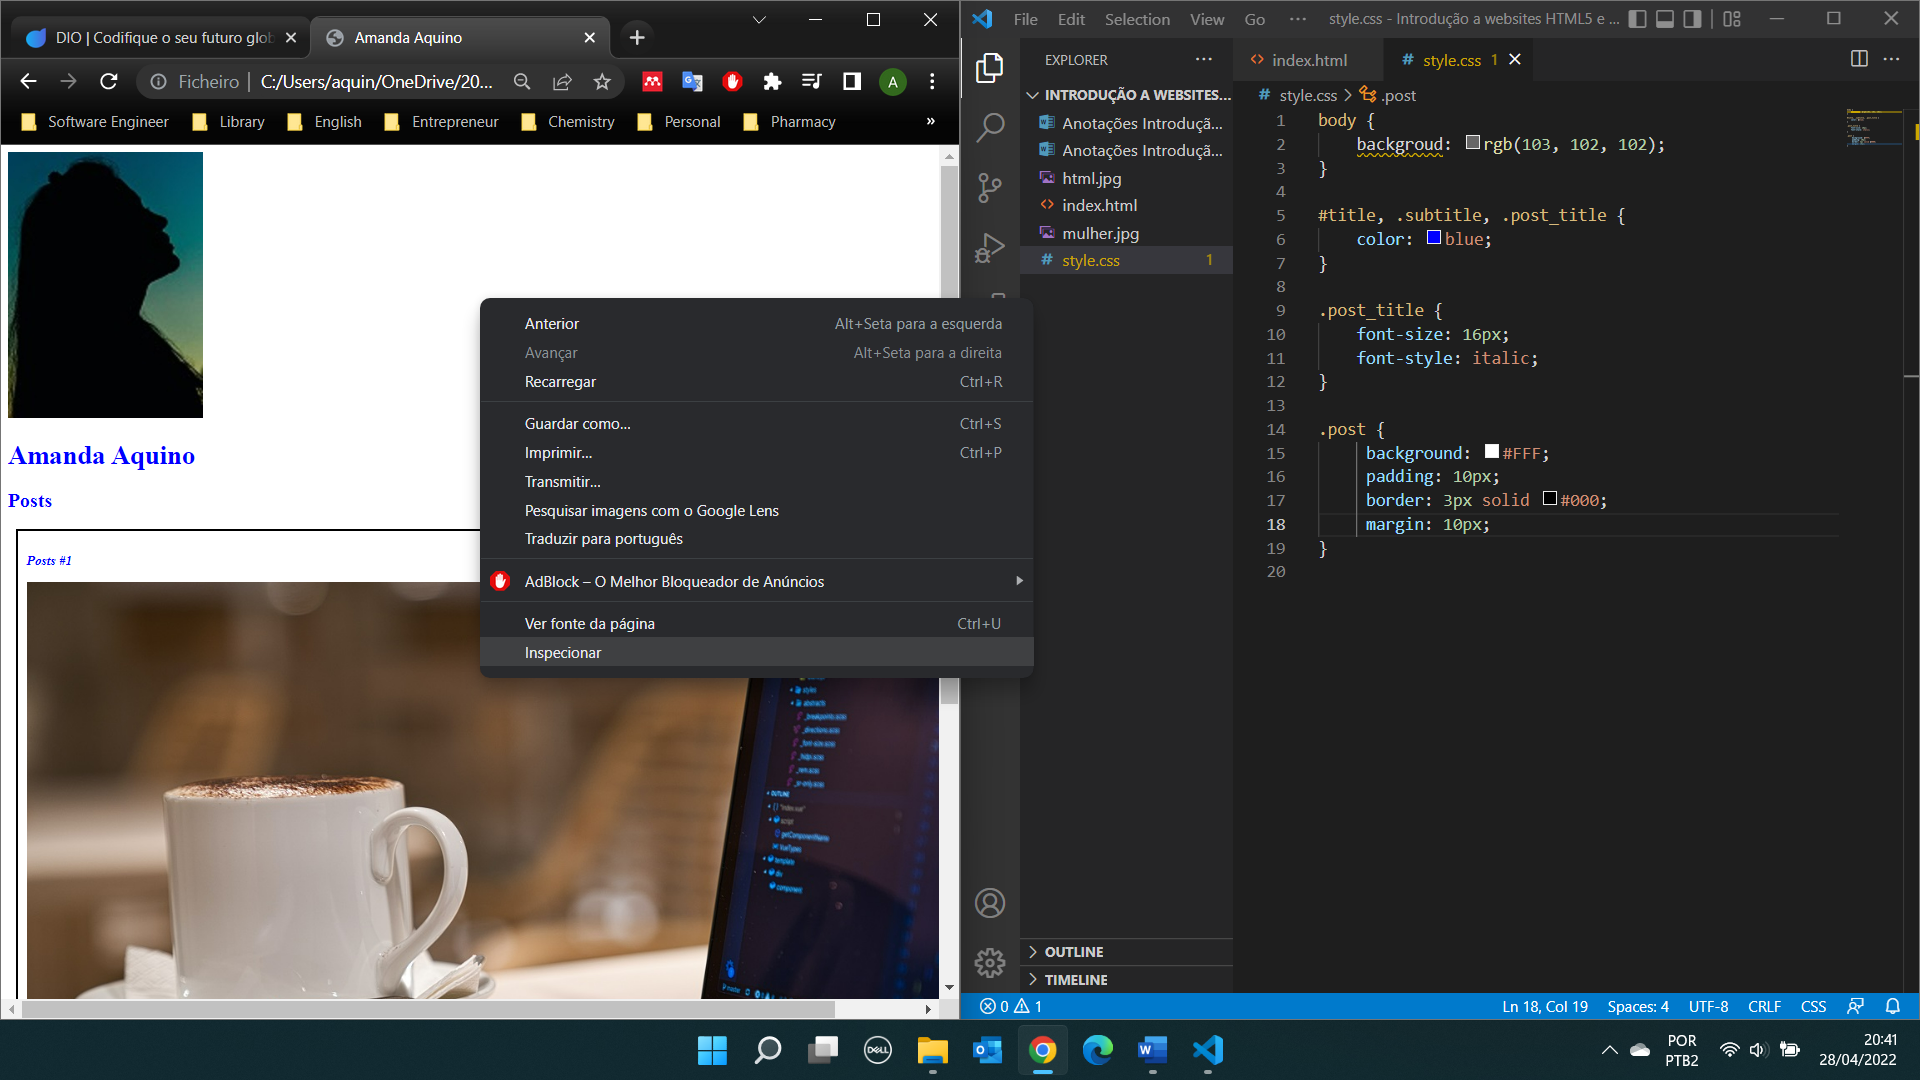 DIO | Codifique o seu futuro glob
Amanda Aquino
Ficheiro
C:/Users/aquin/OneDrive/20...
A
Software Engineer
Library
English
Entrepreneur
Chemistry
Personal
Pharmacy
»
Amanda Aquino
Posts
Posts #1
Anterior Alt+Seta para a esquerda
Avançar Alt+Seta para a direita
Recarregar Ctrl+R
Guardar como... Ctrl+S
Imprimir... Ctrl+P
Transmitir...
Pesquisar imagens com o Google Lens
Traduzir para português
AdBlock – O Melhor Bloqueador de Anúncios
Ver fonte da página Ctrl+U
Inspecionar
File Edit Selection View Go ··· style.css - Introdução a websites HTML5 e ...
EXPLORER ···
INTRODUÇÃO A WEBSITES...
Anotações Introduçã...
Anotações Introduçã...
html.jpg
index.html
mulher.jpg
style.css 1
OUTLINE
TIMELINE
index.html
# style.css 1
# style.css > .post
1 body {
2 backgroud: rgb(103, 102, 102);
3 }
4
5 #title, .subtitle, .post_title {
6 color: blue;
7 }
8
9 .post_title {
10 font-size: 16px;
11 font-style: italic;
12 }
13
14 .post {
15 background: #FFF;
16 padding: 10px;
17 border: 3px solid #000;
18 margin: 10px;
19 }
20
0 1
Ln 18, Col 19 Spaces: 4 UTF-8 CRLF CSS
DELL
POR
PTB2
20:41
28/04/2022